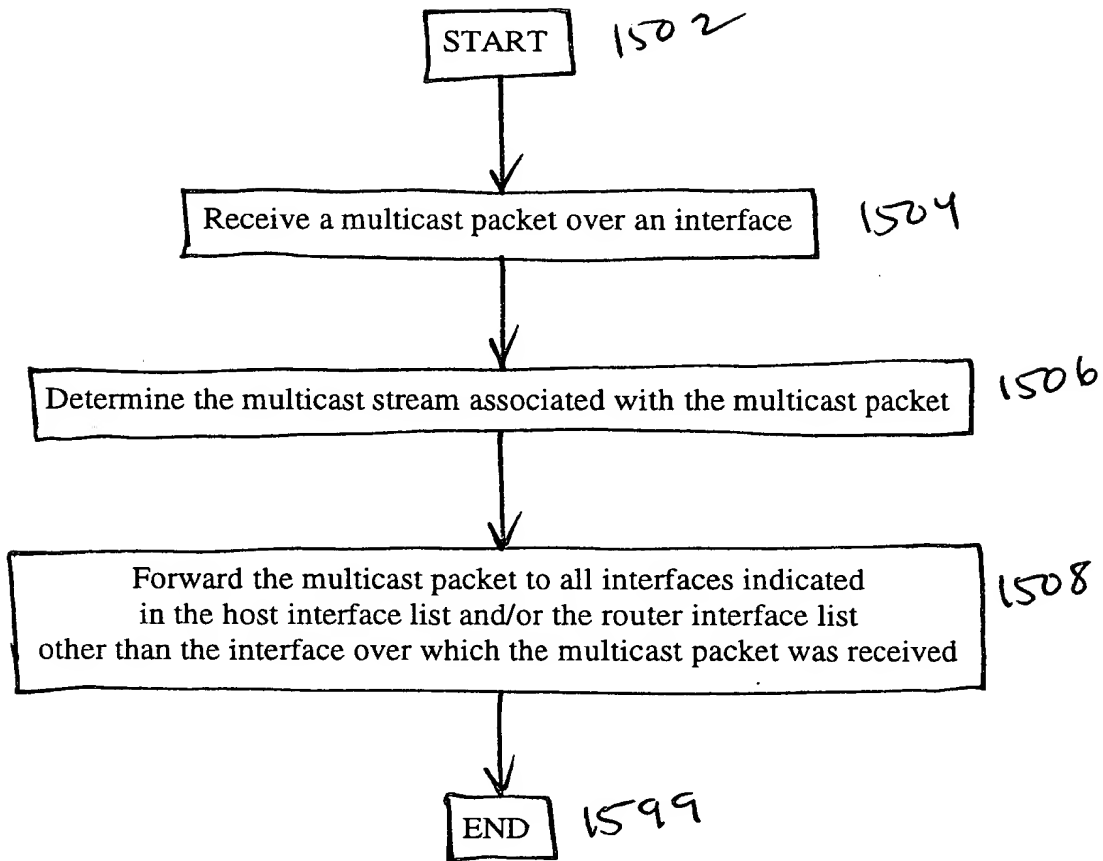 START 1502
Receive a multicast packet over an interface 1504
Determine the multicast stream associated with the multicast packet 1506
Forward the multicast packet to all interfaces indicated 1508
in the host interface list and/or the router interface list
other than the interface over which the multicast packet was received
END 1599